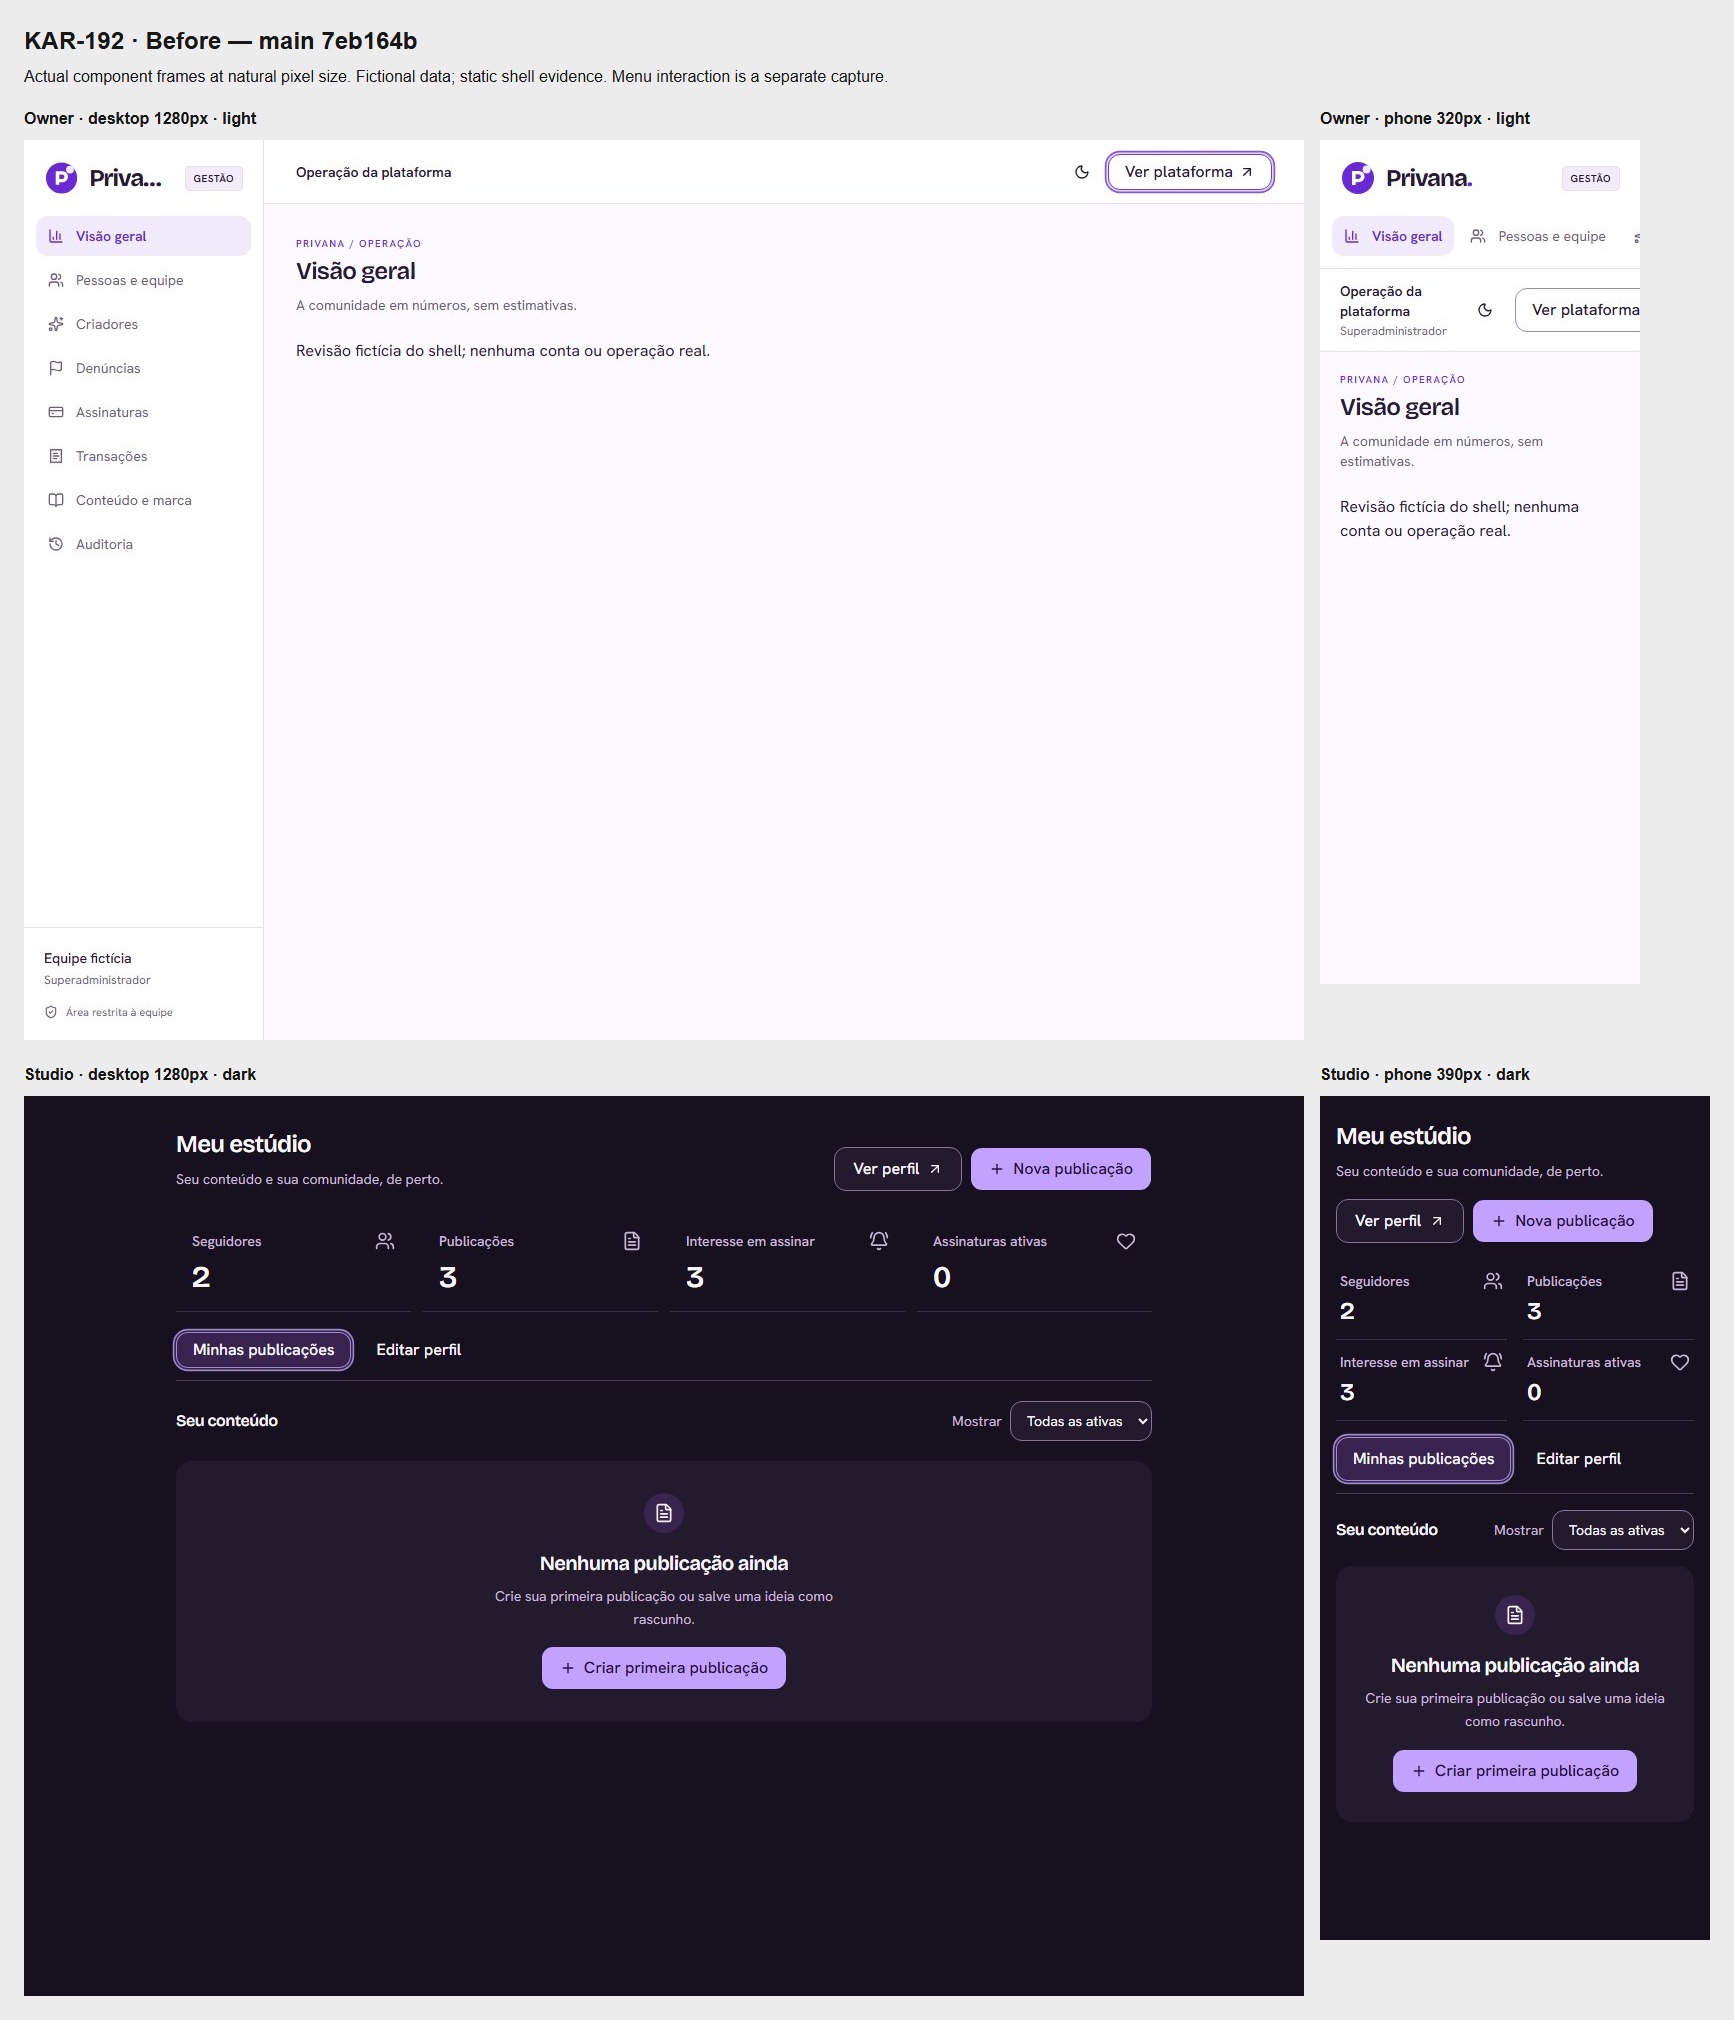 KAR-192 · Before — main 7eb164b
Actual component frames at natural pixel size. Fictional data; static shell evidence. Menu interaction is a separate capture.
Owner · desktop 1280px · light
Priva...
GESTÃO
Visão geral
Pessoas e equipe
Criadores
Denúncias
Assinaturas
Transações
Conteúdo e marca
Auditoria
Equipe fictícia
Superadministrador
Área restrita à equipe
Operação da plataforma
Ver plataforma
PRIVANA / OPERAÇÃO
Visão geral
A comunidade em números, sem estimativas.
Revisão fictícia do shell; nenhuma conta ou operação real.
Owner · phone 320px · light
Privana.
GESTÃO
Visão geral
Pessoas e equipe
Operação da
plataforma
Superadministrador
Ver plataforma
PRIVANA / OPERAÇÃO
Visão geral
A comunidade em números, sem
estimativas.
Revisão fictícia do shell; nenhuma
conta ou operação real.
Studio · desktop 1280px · dark
Meu estúdio
Seu conteúdo e sua comunidade, de perto.
Ver perfil
+ Nova publicação
Seguidores
2
Publicações
3
Interesse em assinar
3
Assinaturas ativas
0
Minhas publicações
Editar perfil
Seu conteúdo
Mostrar
Todas as ativas
Nenhuma publicação ainda
Crie sua primeira publicação ou salve uma ideia como
rascunho.
+ Criar primeira publicação
Studio · phone 390px · dark
Meu estúdio
Seu conteúdo e sua comunidade, de perto.
Ver perfil
+ Nova publicação
Seguidores
2
Publicações
3
Interesse em assinar
3
Assinaturas ativas
0
Minhas publicações
Editar perfil
Seu conteúdo
Mostrar
Todas as ativas
Nenhuma publicação ainda
Crie sua primeira publicação ou salve uma ideia
como rascunho.
+ Criar primeira publicação